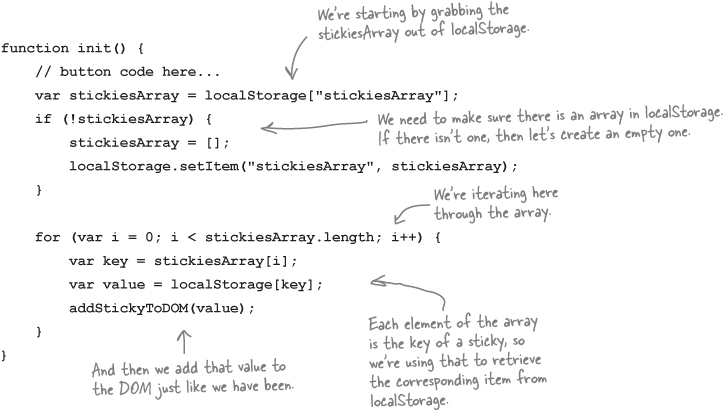 We're starting by grabbing the
stickiesArray out of localStorage.
function init() {
// button code here...
var stickiesArray = localStorage["stickiesArray"];
if (!stickiesArray) {
stickiesArray = [];
localStorage.setItem("stickiesArray", stickiesArray);
}
We need to make sure there is an array in localStorage.
If there isn't one, then let's create an empty one.
We're iterating here
through the array.
for (var i = 0; i < stickiesArray.length; i++) {
var key = stickiesArray[i];
var value = localStorage[key];
addStickyToDOM(value);
}
}
And then we add that value to
the DOM just like we have been.
Each element of the array
is the key of a sticky, so
we're using that to retrieve
the corresponding item from
localStorage.